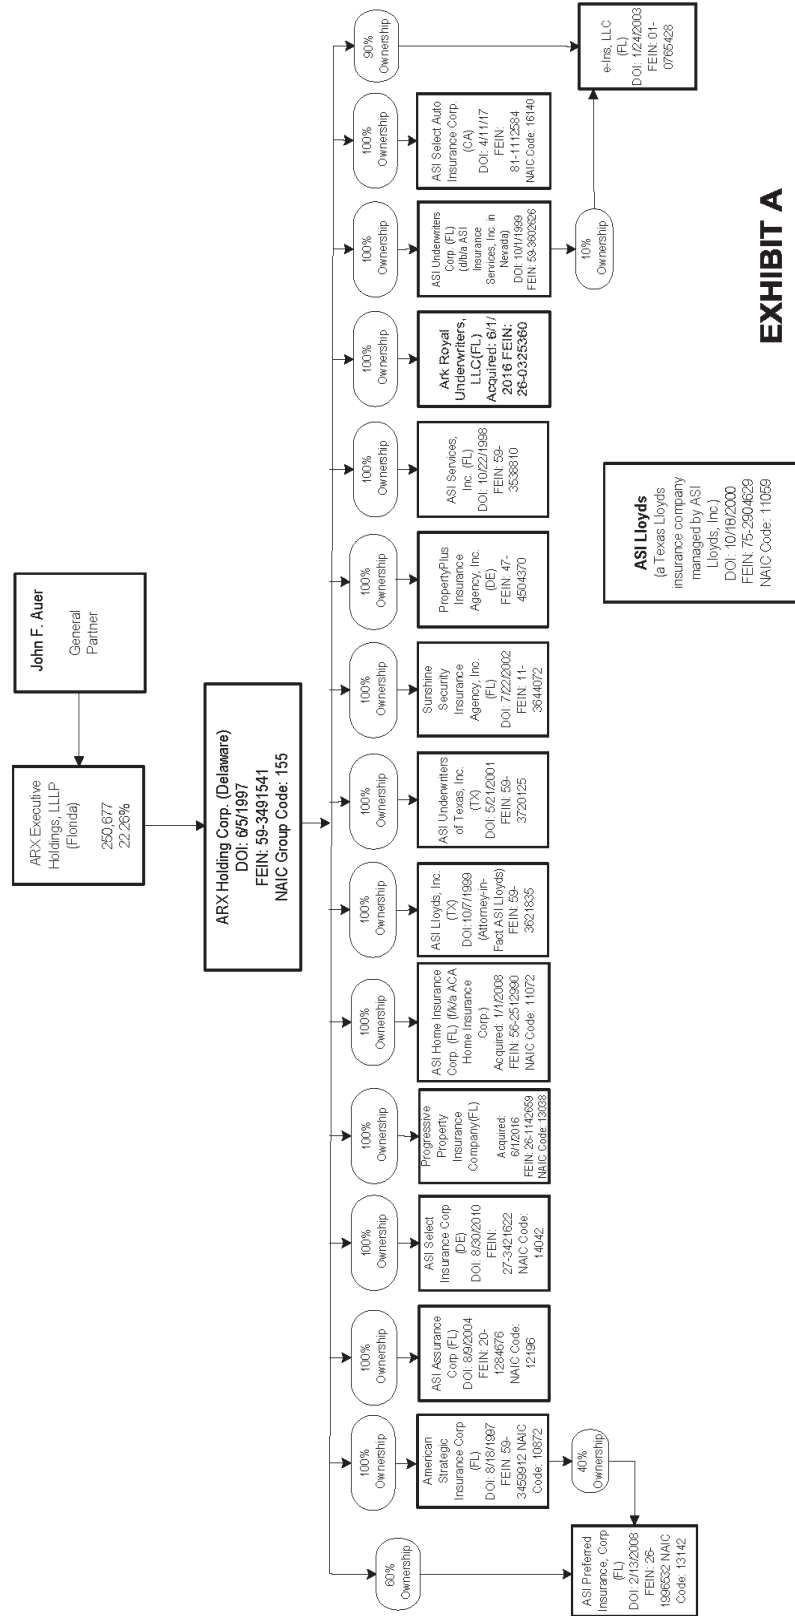 John F. Auer
General
Partner
ARX Executive
Holdings, LLLP
(Florida)
250,677
22.26%
ARX Holding Corp. (Delaware)
DOI: 6/5/1997
FEIN: 59-3491541
NAIC Group Code: 155
60%
Ownership
100%
Ownership
100%
Ownership
100%
Ownership
100%
Ownership
100%
Ownership
100%
Ownership
100%
Ownership
100%
Ownership
100%
Ownership
100%
Ownership
100%
Ownership
100%
Ownership
100%
Ownership
90%
Ownership
American
Strategic
Insurance Corp
(FL)
DOI: 8/18/1997
FEIN: 59-
3459912 NAIC
Code: 10872
ASI Assurance
Corp (FL)
DOI: 8/9/2004
FEIN: 20-
1284676
NAIC Code:
12196
ASI Select
Insurance Corp
(DE)
DOI: 8/30/2010
FEIN:
27-3421622
NAIC Code:
14042
Progressive
Property
Insurance
Company(FL)
Acquired:
6/1/2016
FEIN: 26-1142659
NAIC Code: 13038
ASI Home Insurance
Corp. (FL) (f/k/a ACA
Home Insurance
Corp.)
Acquired: 1/1/2008
FEIN: 56-2512990
NAIC Code: 11072
ASI Lloyds, Inc.
(TX)
DOI:10/7/1999
(Attorney-in-
Fact ASI Lloyds)
FEIN: 59-
3621835
ASI Underwriters
of Texas, Inc.
(TX)
DOI: 5/21/2001
FEIN: 59-
3720125
Sunshine
Security
Insurance
Agency, Inc.
(FL)
DOI: 7/22/2002
FEIN: 11-
3644072
PropertyPlus
Insurance
Agency, Inc.
(DE)
FEIN: 47-
4504370
ASI Services,
Inc. (FL)
DOI: 10/22/1998
FEIN: 59-
3538810
Ark Royal
Underwriters,
LLC(FL)
Acquired: 6/1/
2016 FEIN:
26-0325360
ASI Underwriters
Corp. (FL)
(d/b/a ASI
Insurance
Services, Inc. in
Nevada)
DOI: 10/1/1999
FEIN: 59-3602626
ASI Select Auto
Insurance Corp.
(CA)
DOI: 4/11/17
FEIN:
81-1112584
NAIC Code: 16140
40%
Ownership
10%
Ownership
ASI Preferred
Insurance, Corp
(FL)
DOI: 2/13/2008
FEIN: 26-
1996532 NAIC
Code: 13142
e-Ins, LLC
(FL)
DOI: 1/24/2003
FEIN: 01-
0765428
ASI Lloyds
(a Texas Lloyds
insurance company
managed by ASI
Lloyds, Inc.)
DOI: 10/18/2000
FEIN: 75-2904629
NAIC Code: 11059
EXHIBIT A